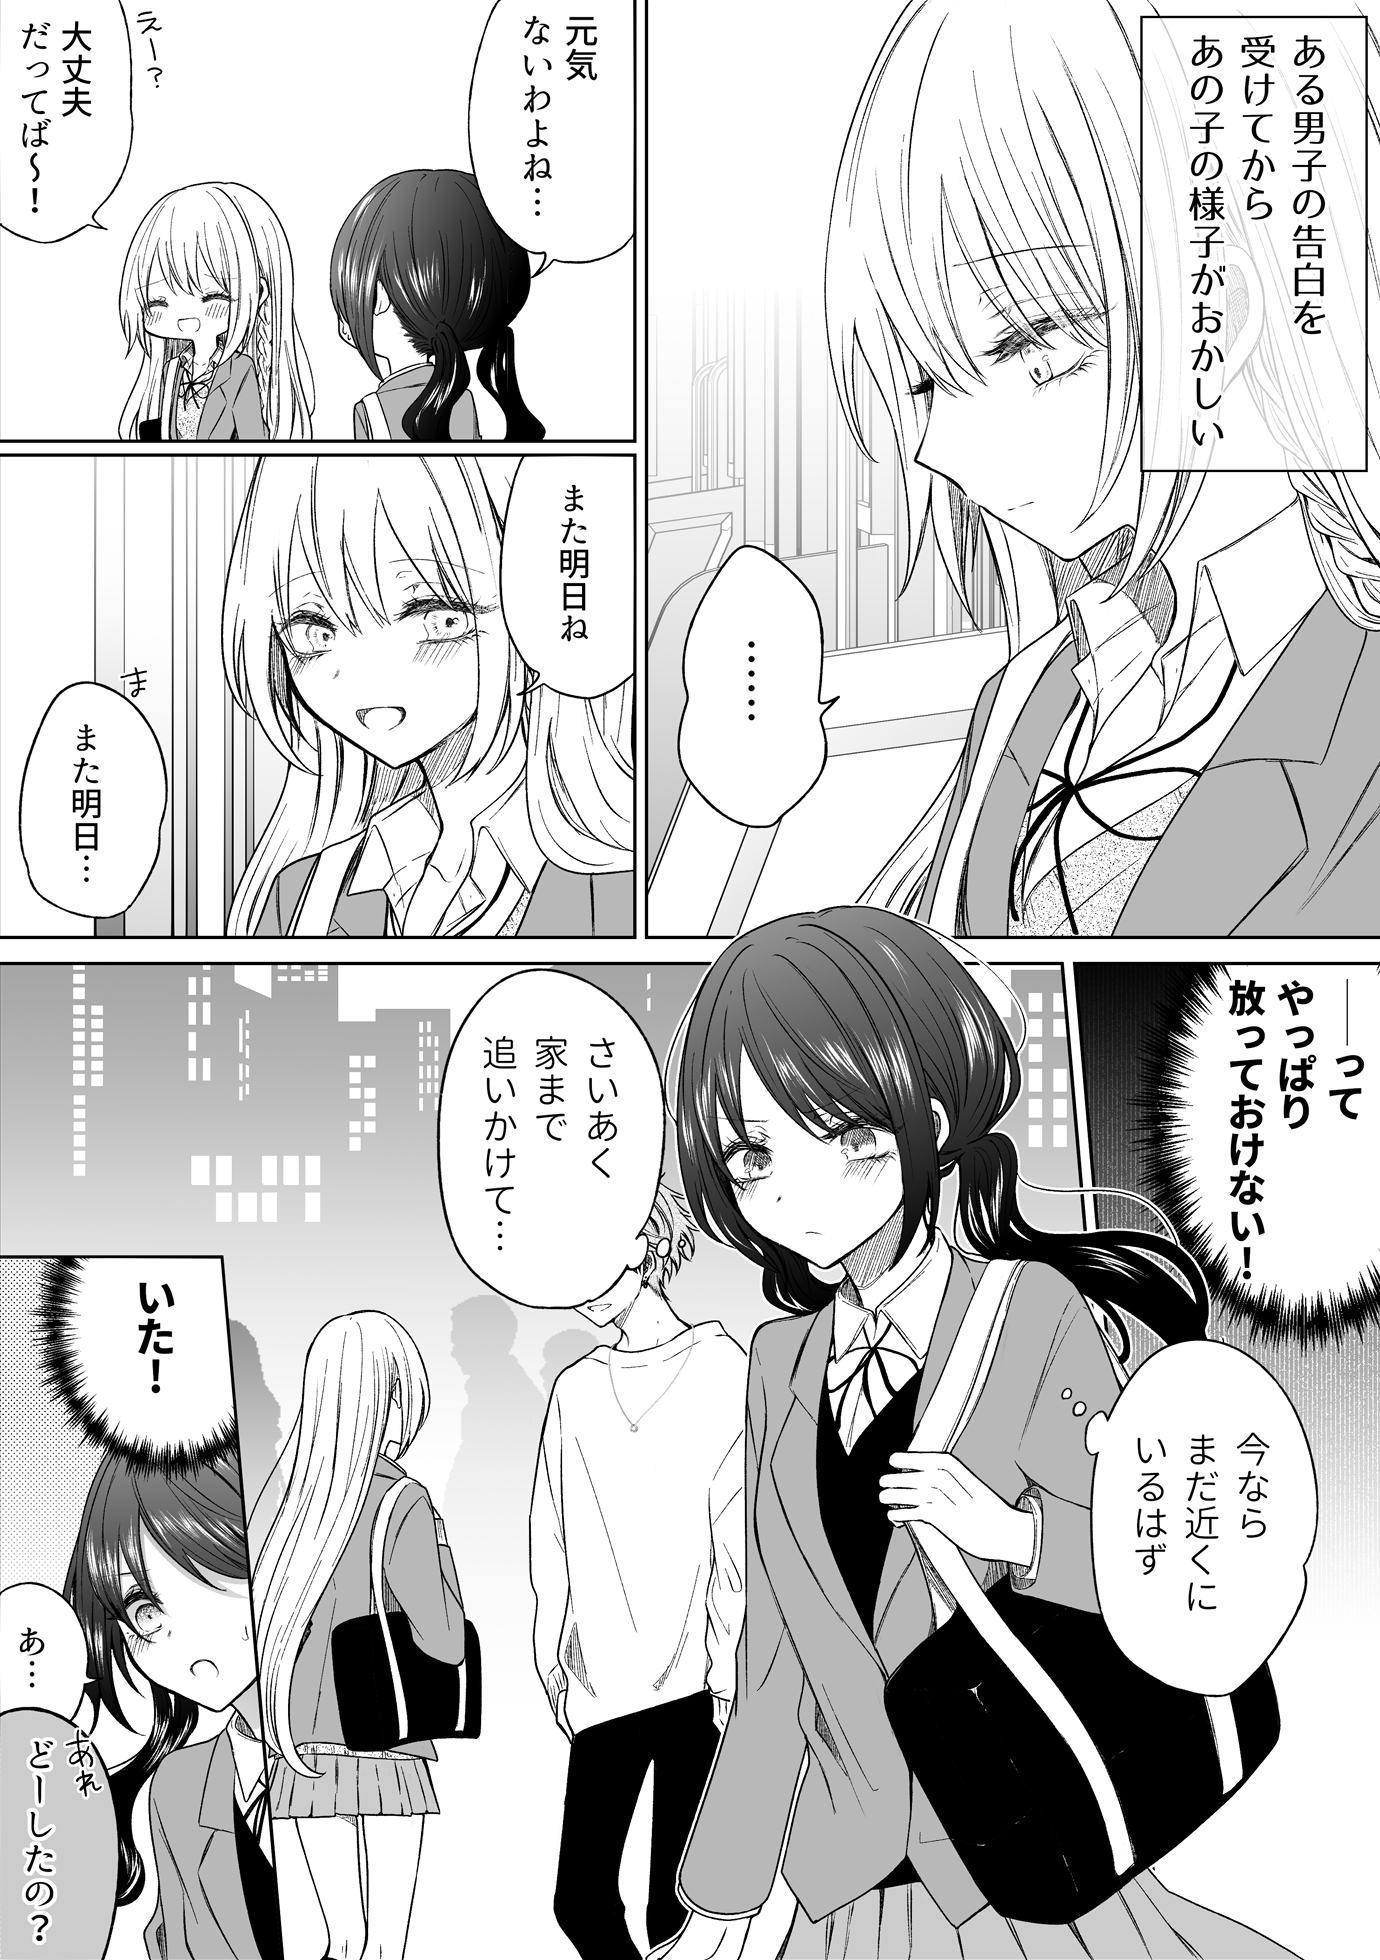 ある男子の告白を
受けてから
あの子の様子がおかしい
……
元気
ないわよね…
えー?
大丈夫
だってば～!
また明日ね
ま
また明日…
──って
やっぱり
放っておけない!
今なら
まだ近くに
いるはず
さいあく
家まで
追いかけて…
いた!
あ…
あれ
どーしたの?